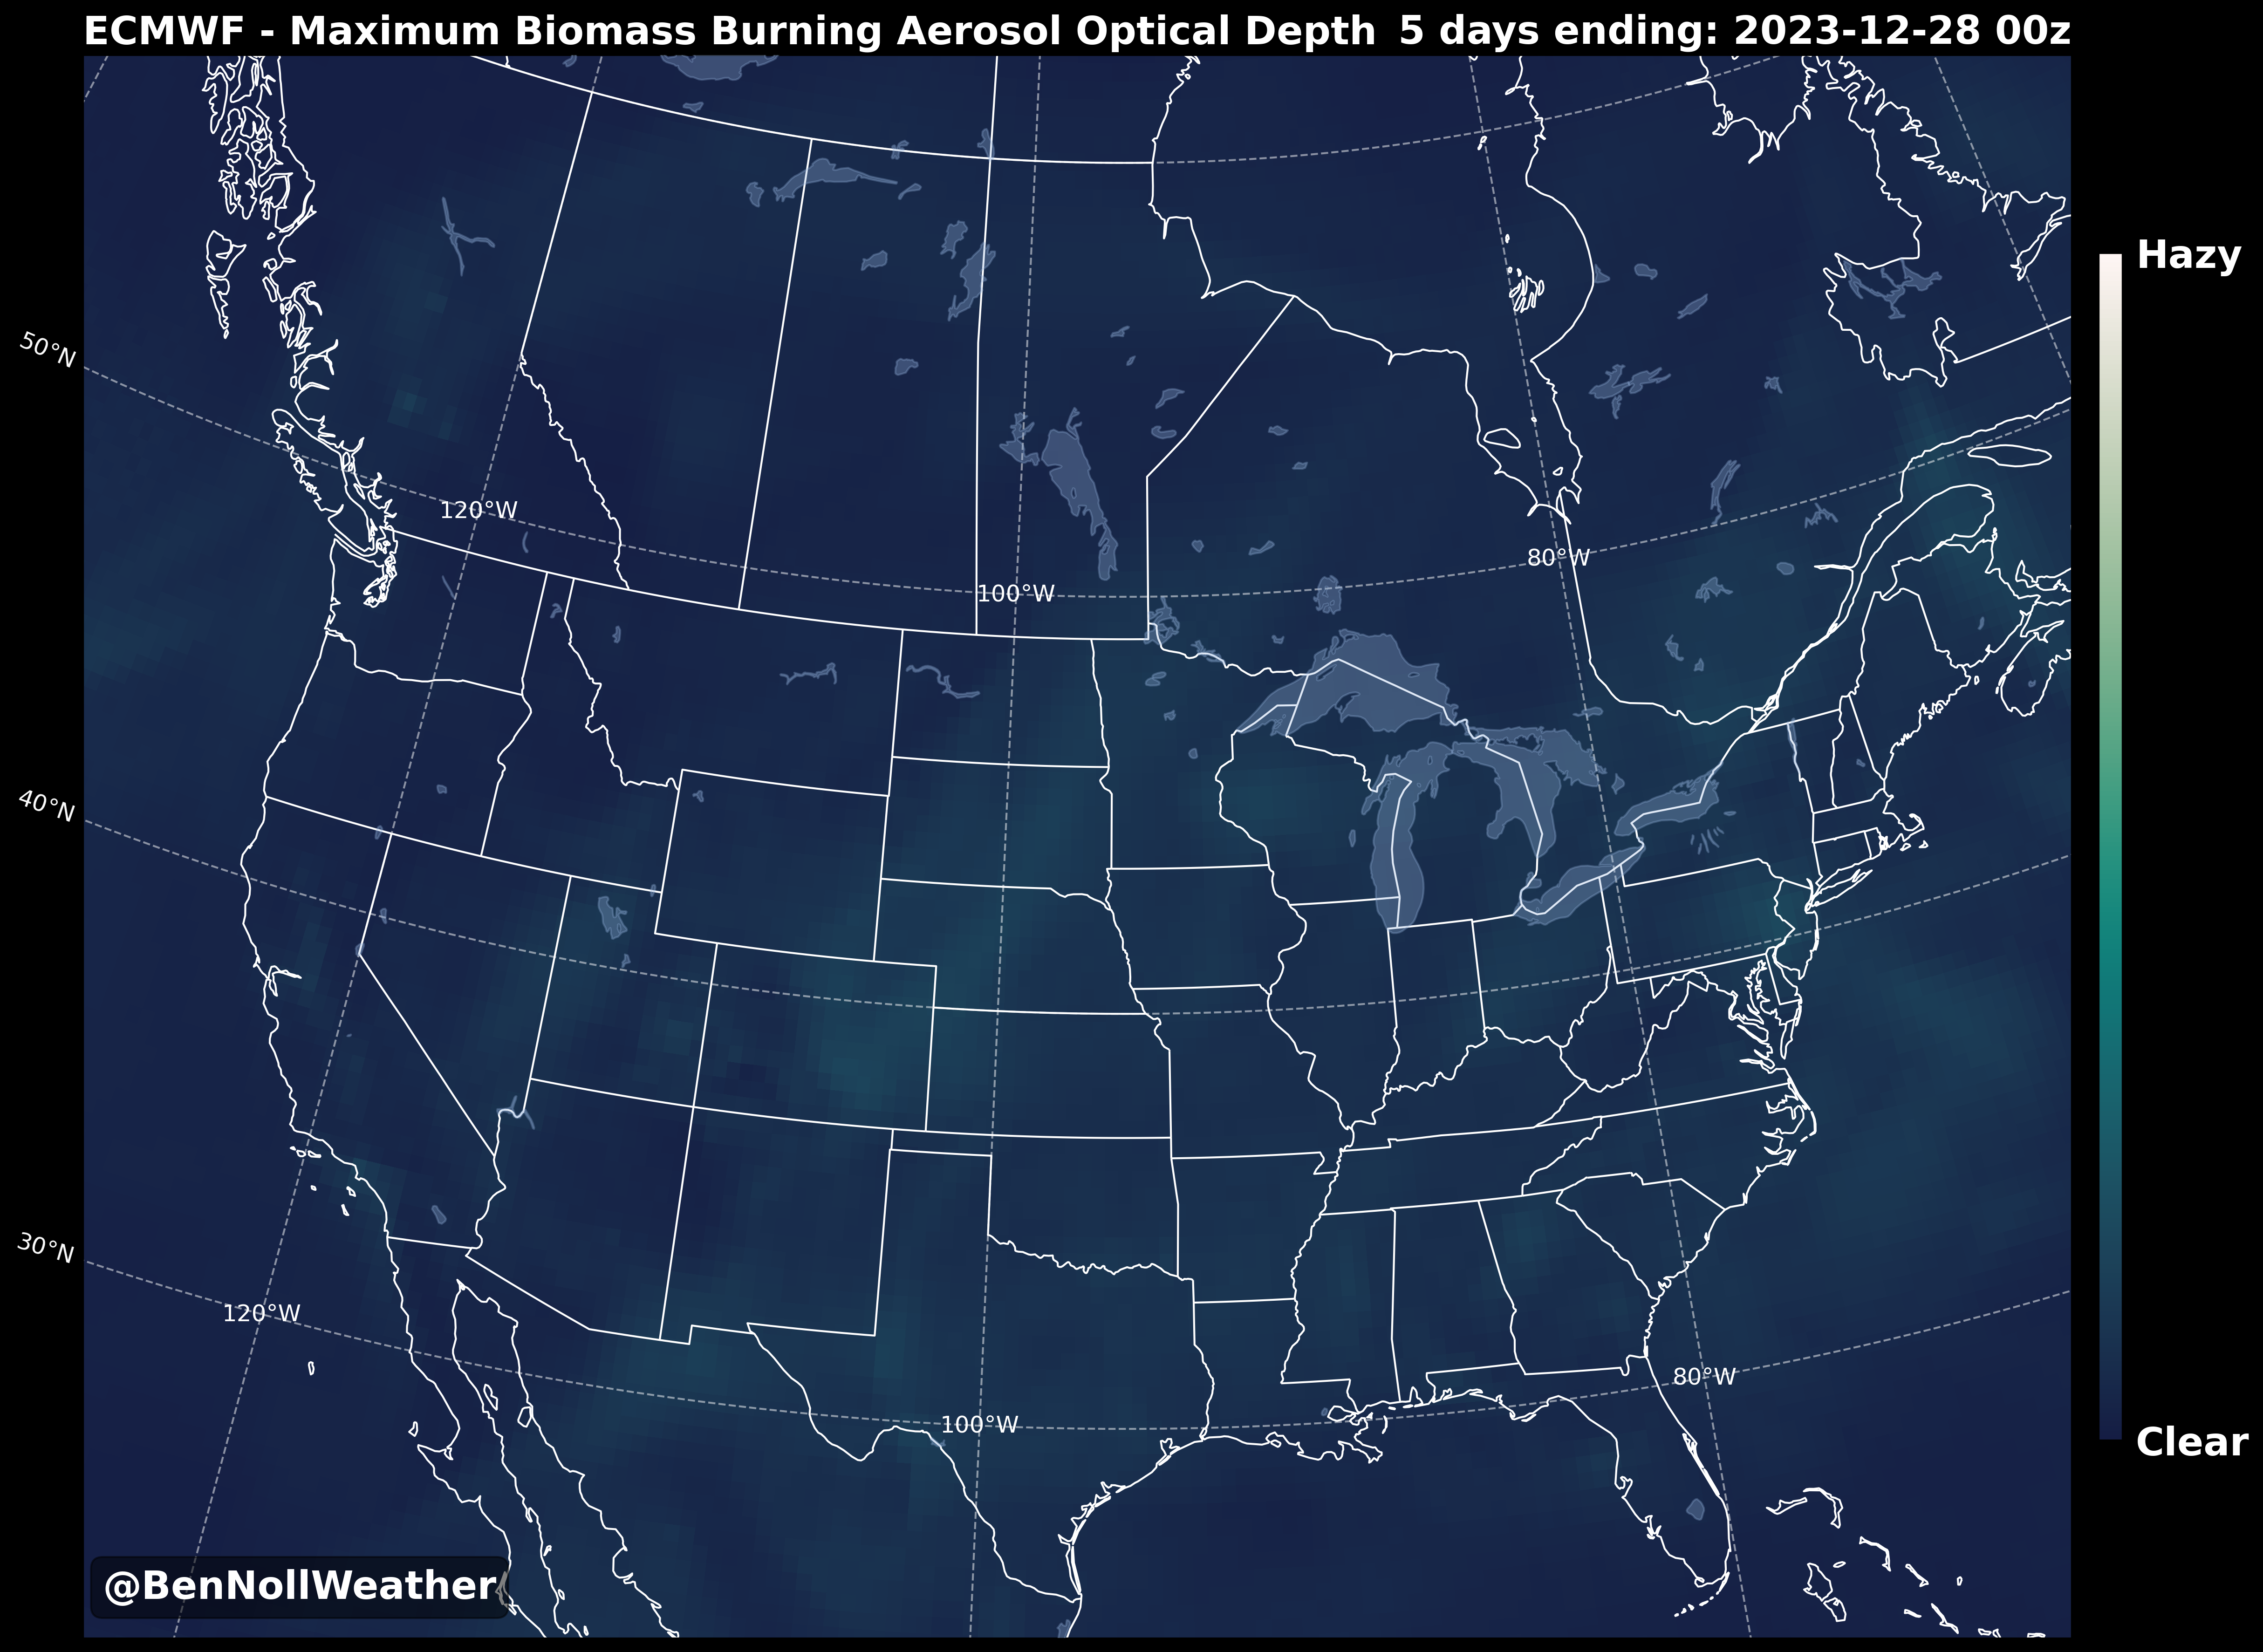 ECMWF - Maximum Biomass Burning Aerosol Optical Depth 5 days ending: 2023-12-28 00z
Hazy
50°N
120°W
80°W
100°W
40°N
30°N
120°W
80°W
100°W
Clear
@BenNollWeather